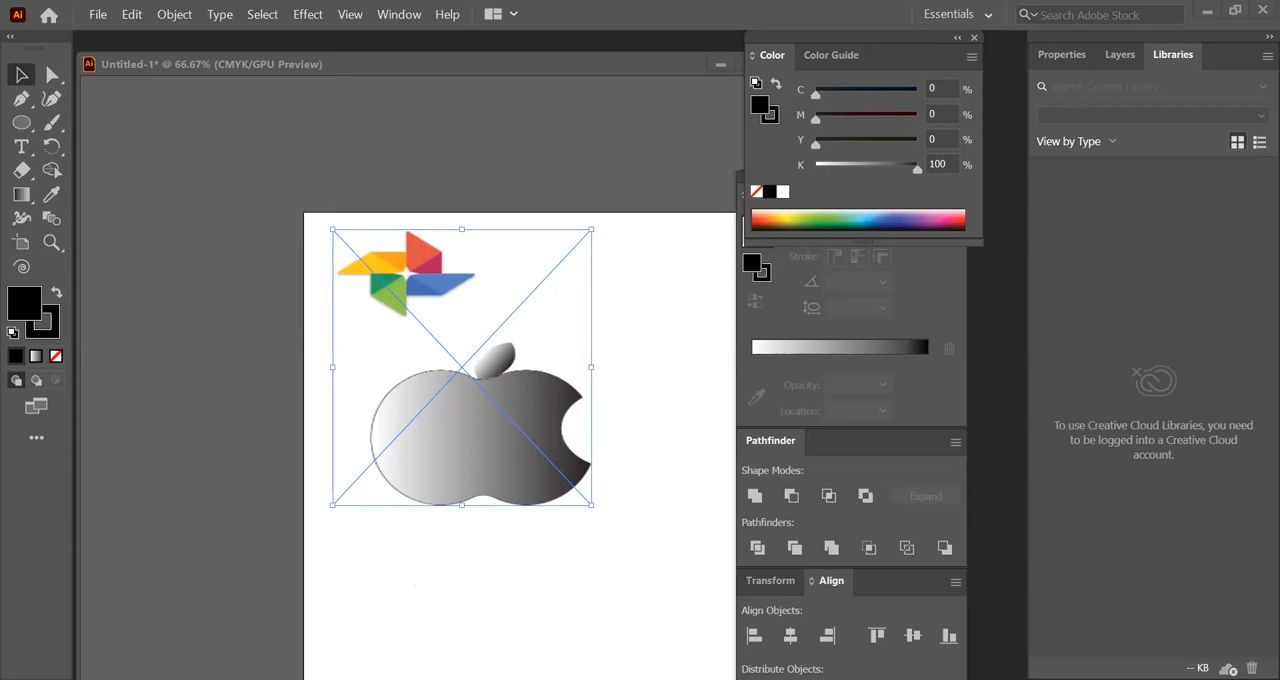 Ai File Edit Object Type Select Effect View Window Help Essentials Search Adobe Stock
Ai Untitled-1* @ 66.67% (CMYK/GPU Preview)
Color Color Guide
C 0 %
M 0 %
Y 0 %
K 100 %
Stroke:
Opacity:
Location:
Pathfinder
Shape Modes:
Expand
Pathfinders:
Transform Align
Align Objects:
Distribute Objects:
Properties Layers Libraries
Search Current Library
View by Type
To use Creative Cloud Libraries, you need
to be logged into a Creative Cloud
account.
-- KB